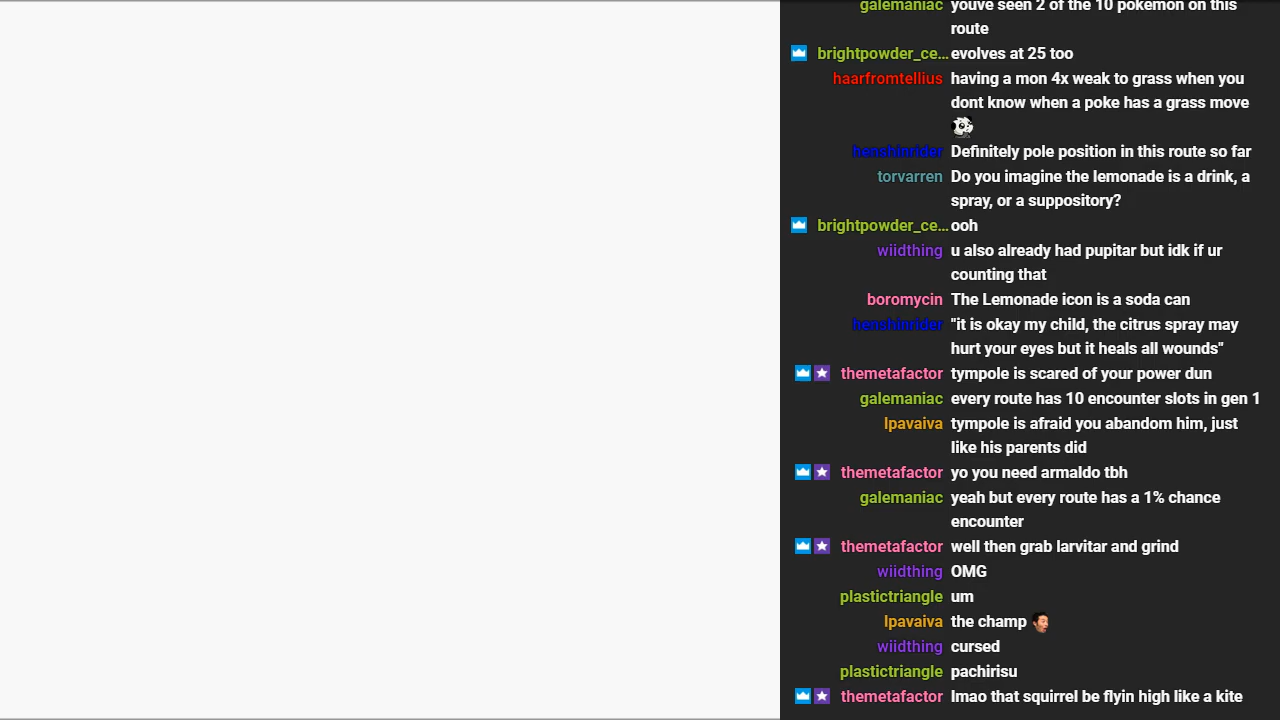 galemaniac youve seen 2 of the 10 pokemon on this
route
brightpowder_ce... evolves at 25 too
haarfromtellius having a mon 4x weak to grass when you
dont know when a poke has a grass move
henshinrider Definitely pole position in this route so far
torvarren Do you imagine the lemonade is a drink, a
spray, or a suppository?
brightpowder_ce... ooh
wiidthing u also already had pupitar but idk if ur
counting that
boromycin The Lemonade icon is a soda can
henshinrider "it is okay my child, the citrus spray may
hurt your eyes but it heals all wounds"
themetafactor tympole is scared of your power dun
galemaniac every route has 10 encounter slots in gen 1
lpavaiva tympole is afraid you abandom him, just
like his parents did
themetafactor yo you need armaldo tbh
galemaniac yeah but every route has a 1% chance
encounter
themetafactor well then grab larvitar and grind
wiidthing OMG
plastictriangle um
lpavaiva the champ
wiidthing cursed
plastictriangle pachirisu
themetafactor lmao that squirrel be flyin high like a kite